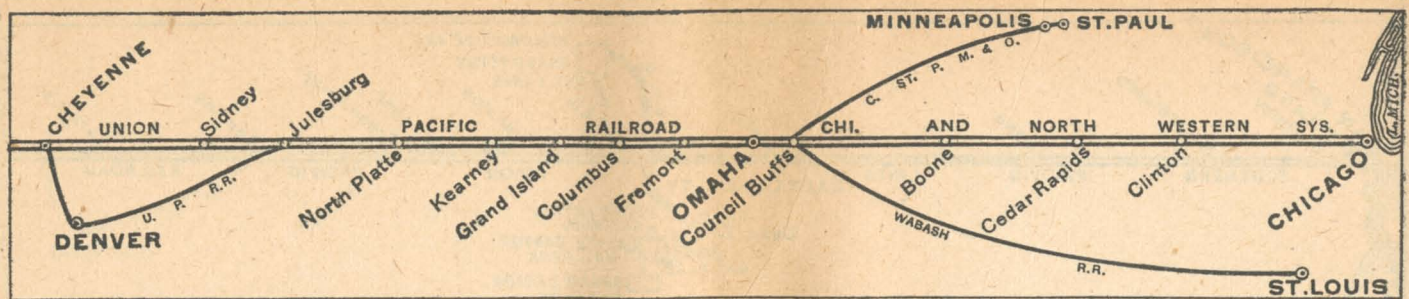 MINNEAPOLIS ST. PAUL
C. ST. P. M. & O.
L. MICH.
CHEYENNE
Sidney
Julesburg
UNION PACIFIC RAILROAD CHI. AND NORTH WESTERN SYS.
North Platte
Kearney
Grand Island
Columbus
Fremont
OMAHA
Council Bluffs
Boone
Cedar Rapids
Clinton
CHICAGO
U. P. R.R.
DENVER
WABASH R.R.
ST. LOUIS